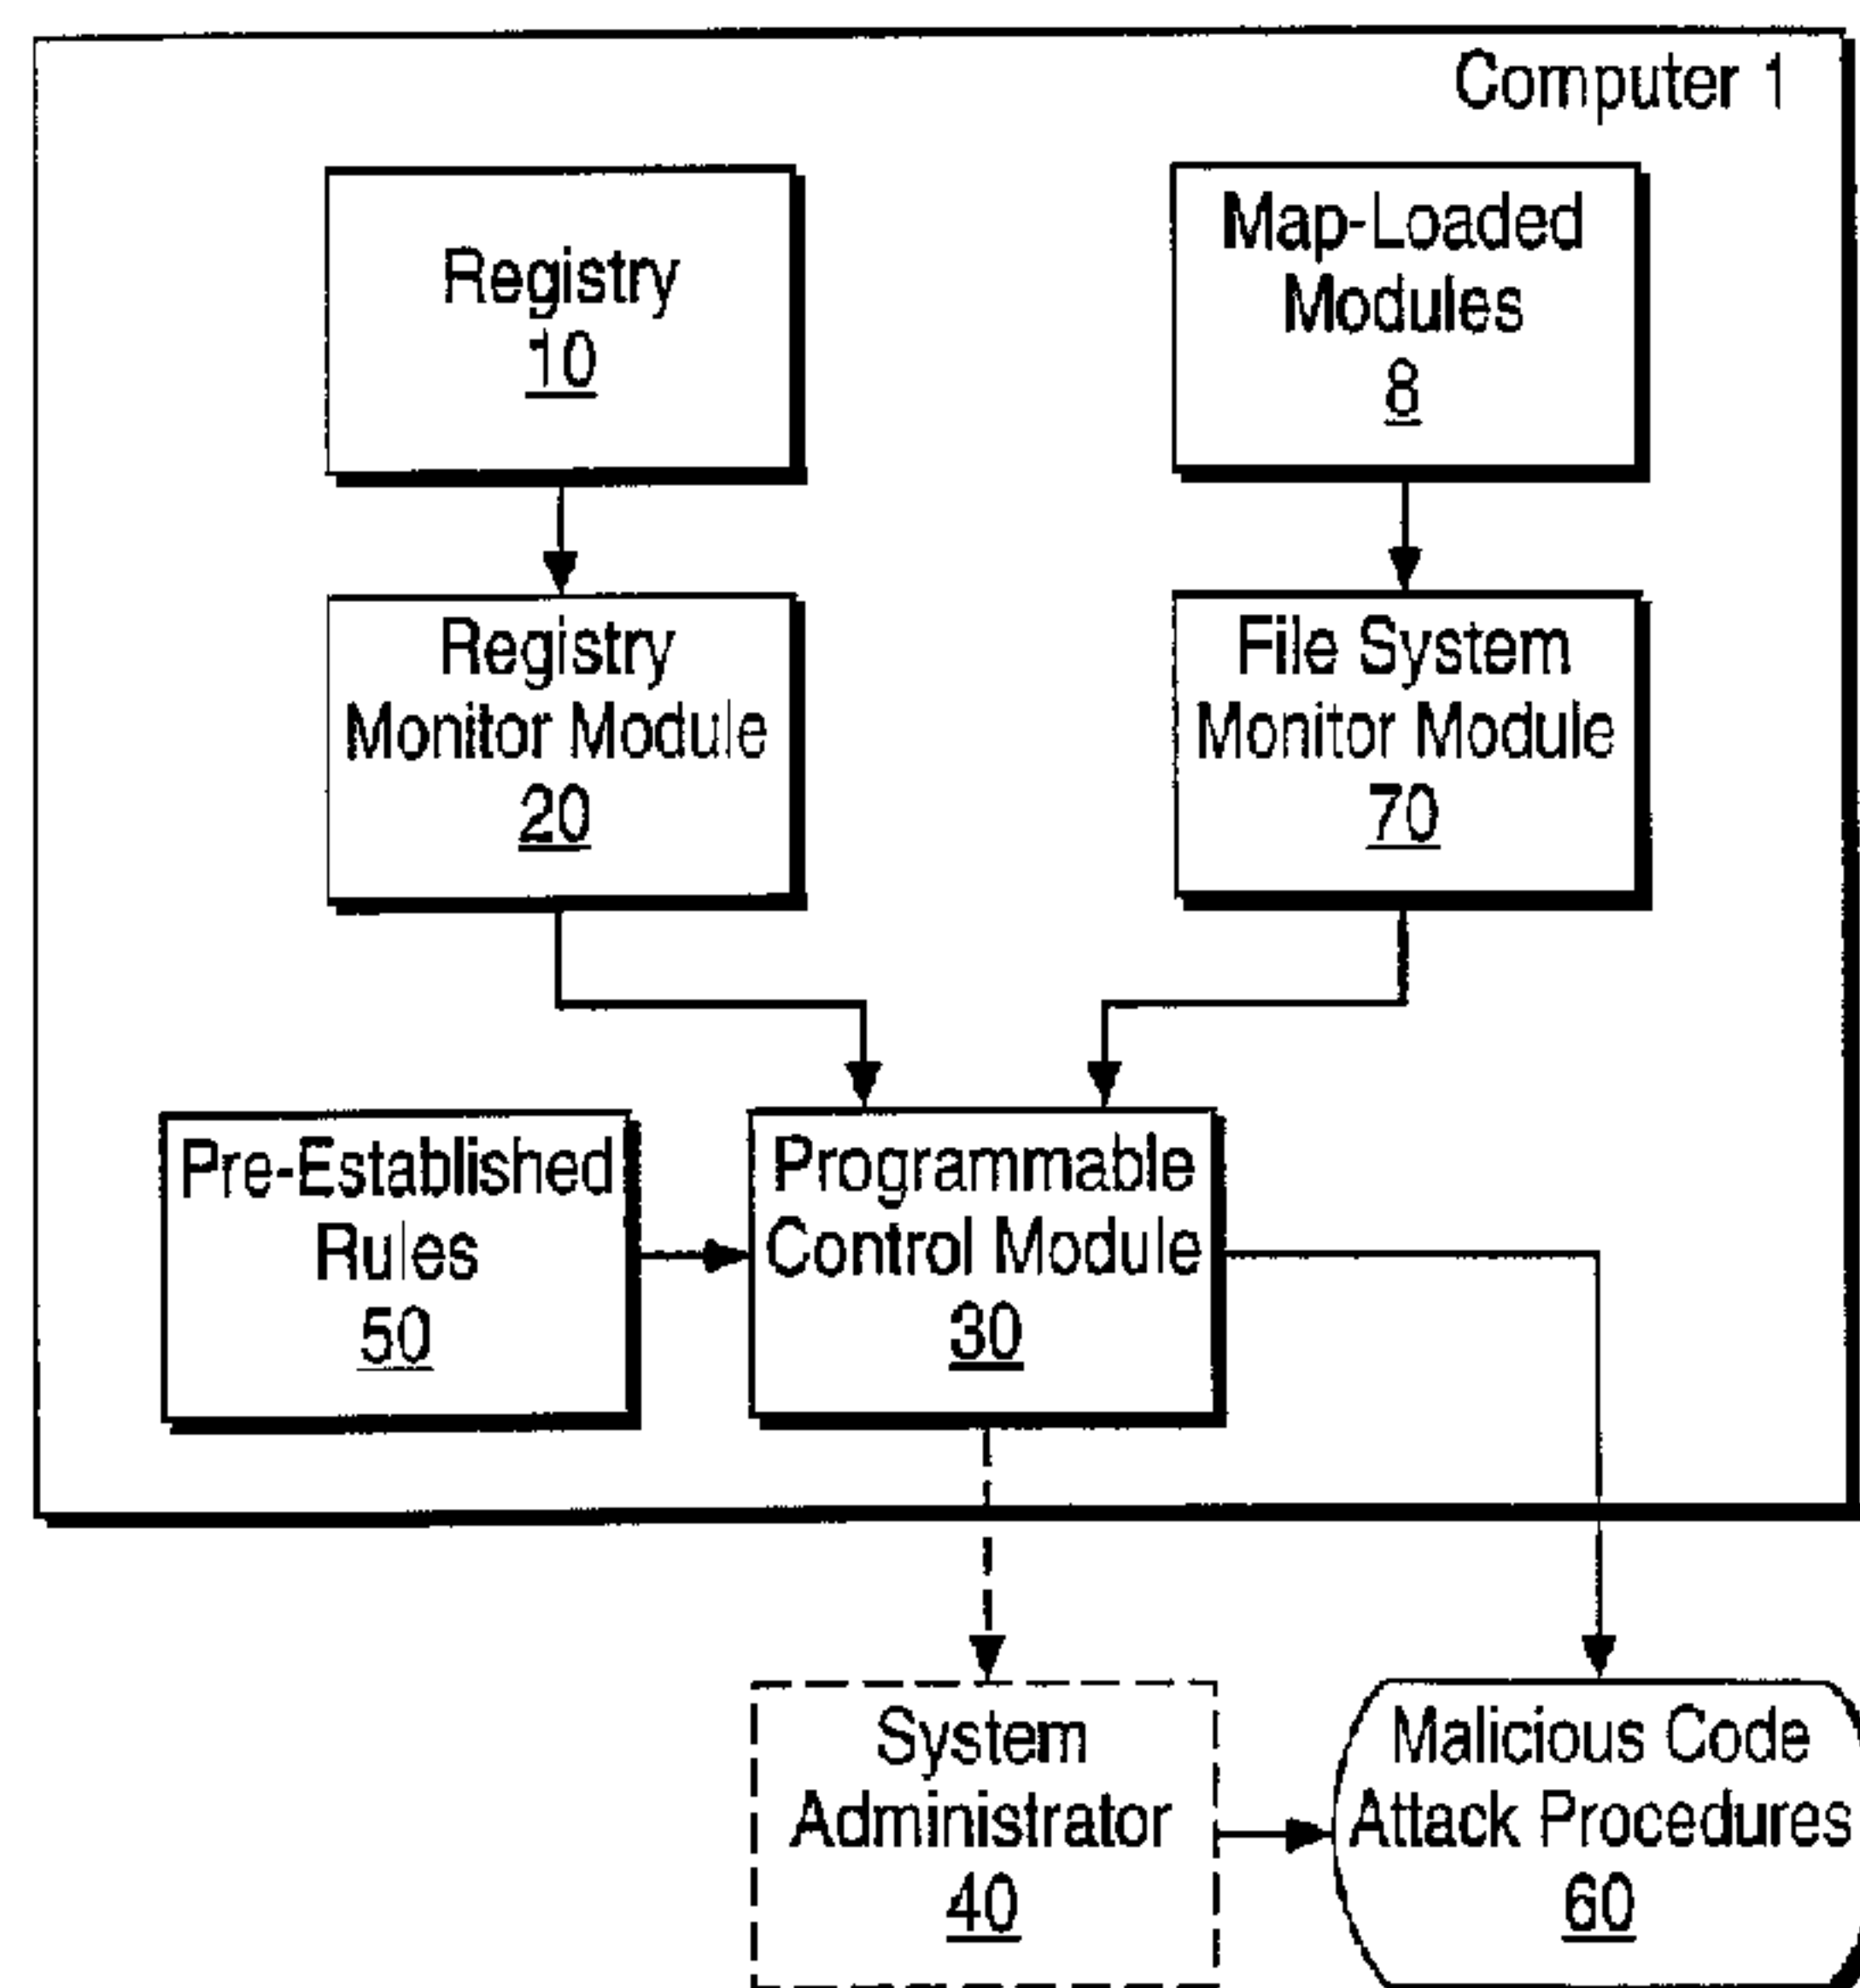 Computer 1
Registry
10
Map-Loaded
Modules
8
Registry
Monitor Module
20
File System
Monitor Module
70
Pre-Established
Rules
50
Programmable
Control Module
30
System
Administrator
40
Malicious Code
Attack Procedures
60